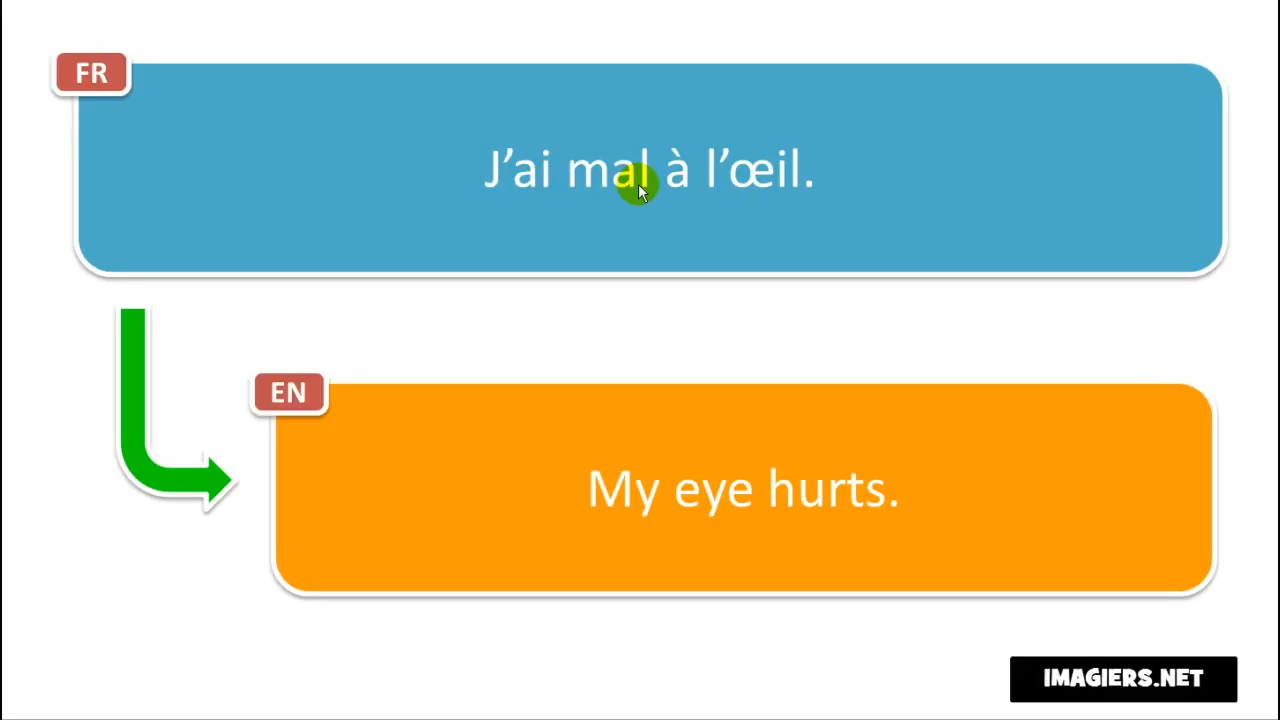 FR
J’ai mal à l’œil.
EN
My eye hurts.
IMAGIERS.NET